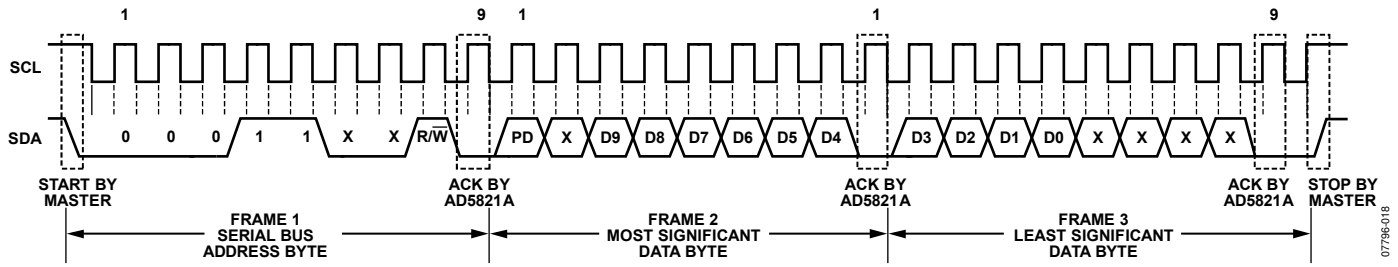 1 9 1 1 9
SCL
SDA 0 0 0 1 1 X X R/W̅ PD X D9 D8 D7 D6 D5 D4 D3 D2 D1 D0 X X X X
START BY MASTER
ACK BY AD5821A
ACK BY AD5821A
ACK BY AD5821A
STOP BY MASTER
FRAME 1
SERIAL BUS
ADDRESS BYTE
FRAME 2
MOST SIGNIFICANT
DATA BYTE
FRAME 3
LEAST SIGNIFICANT
DATA BYTE
07796-018